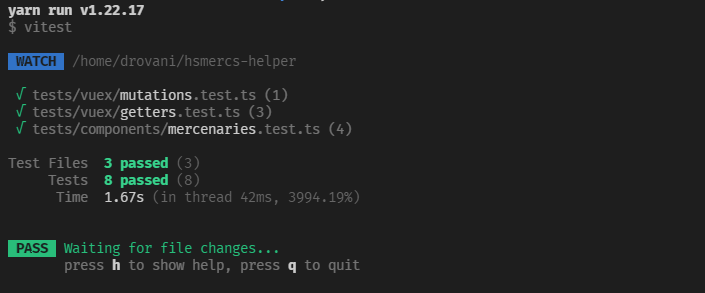 yarn run v1.22.17
$ vitest
WATCH /home/drovani/hsmercs-helper
√ tests/vuex/mutations.test.ts (1)
√ tests/vuex/getters.test.ts (3)
√ tests/components/mercenaries.test.ts (4)
Test Files 3 passed (3)
Tests 8 passed (8)
Time 1.67s (in thread 42ms, 3994.19%)
PASS Waiting for file changes...
press h to show help, press q to quit